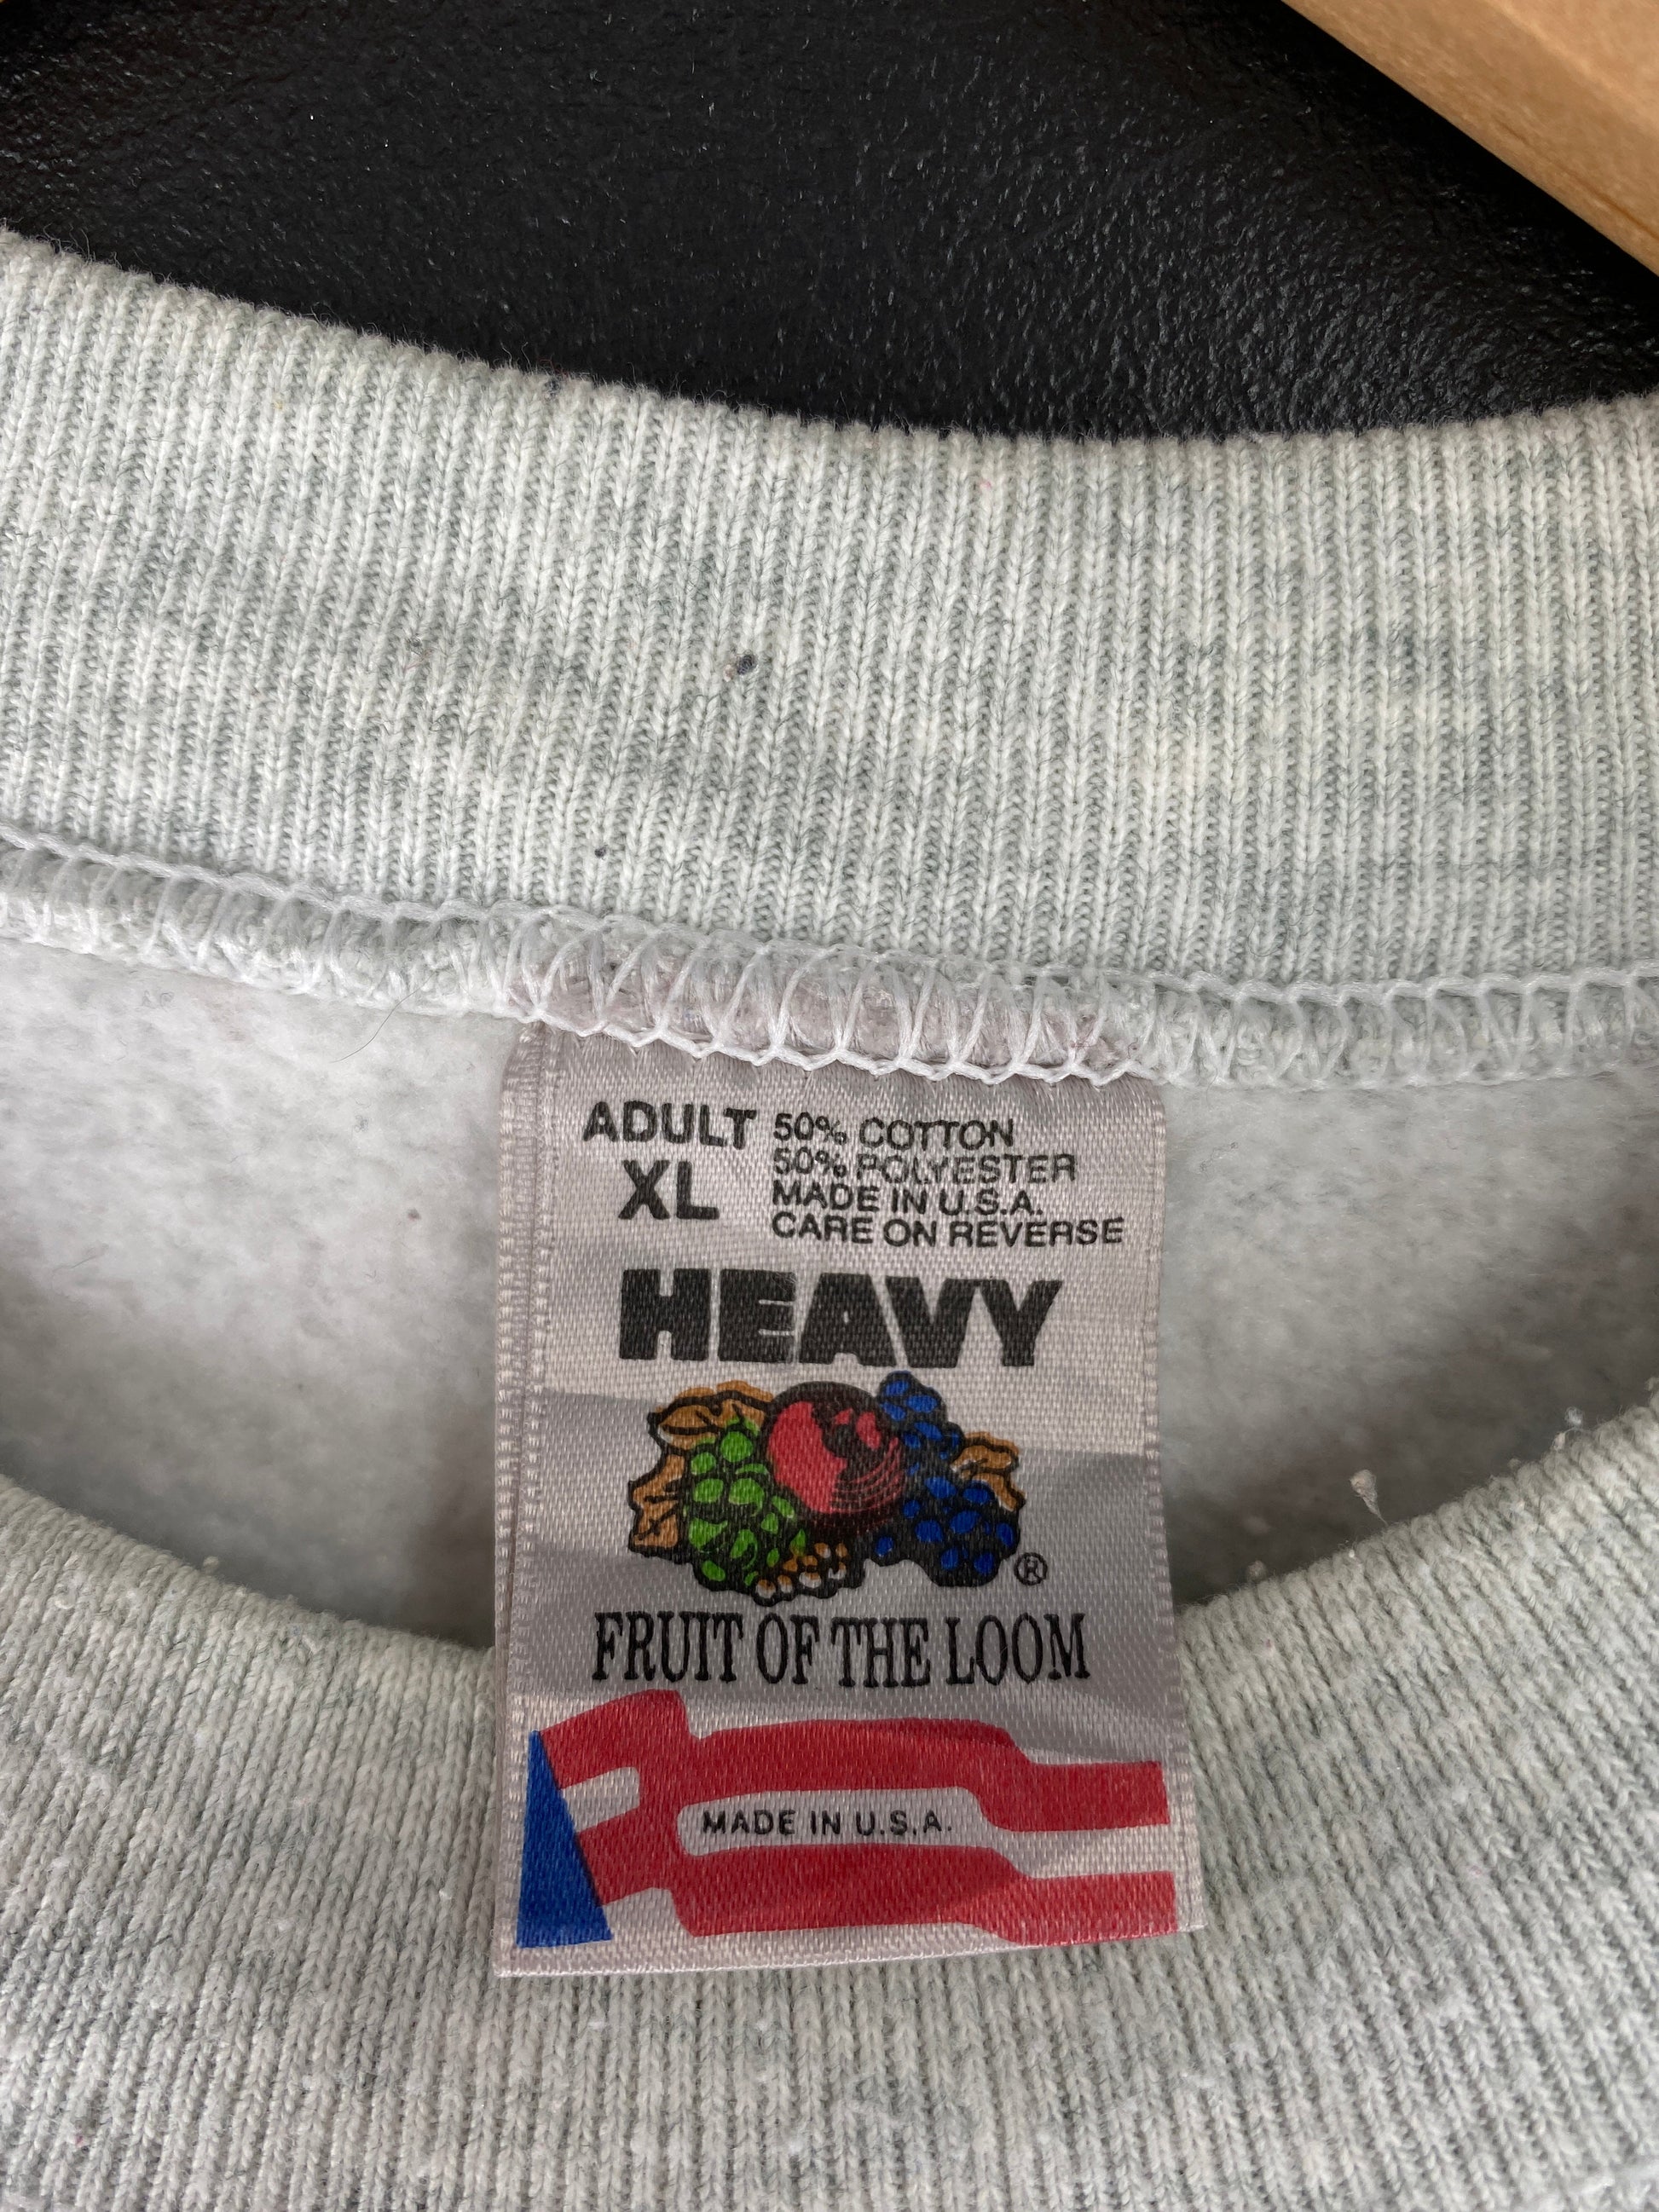 ADULT
XL
50% COTTON
50% POLYESTER
MADE IN U.S.A.
CARE ON REVERSE
HEAVY
®
FRUIT OF THE LOOM
MADE IN U.S.A.